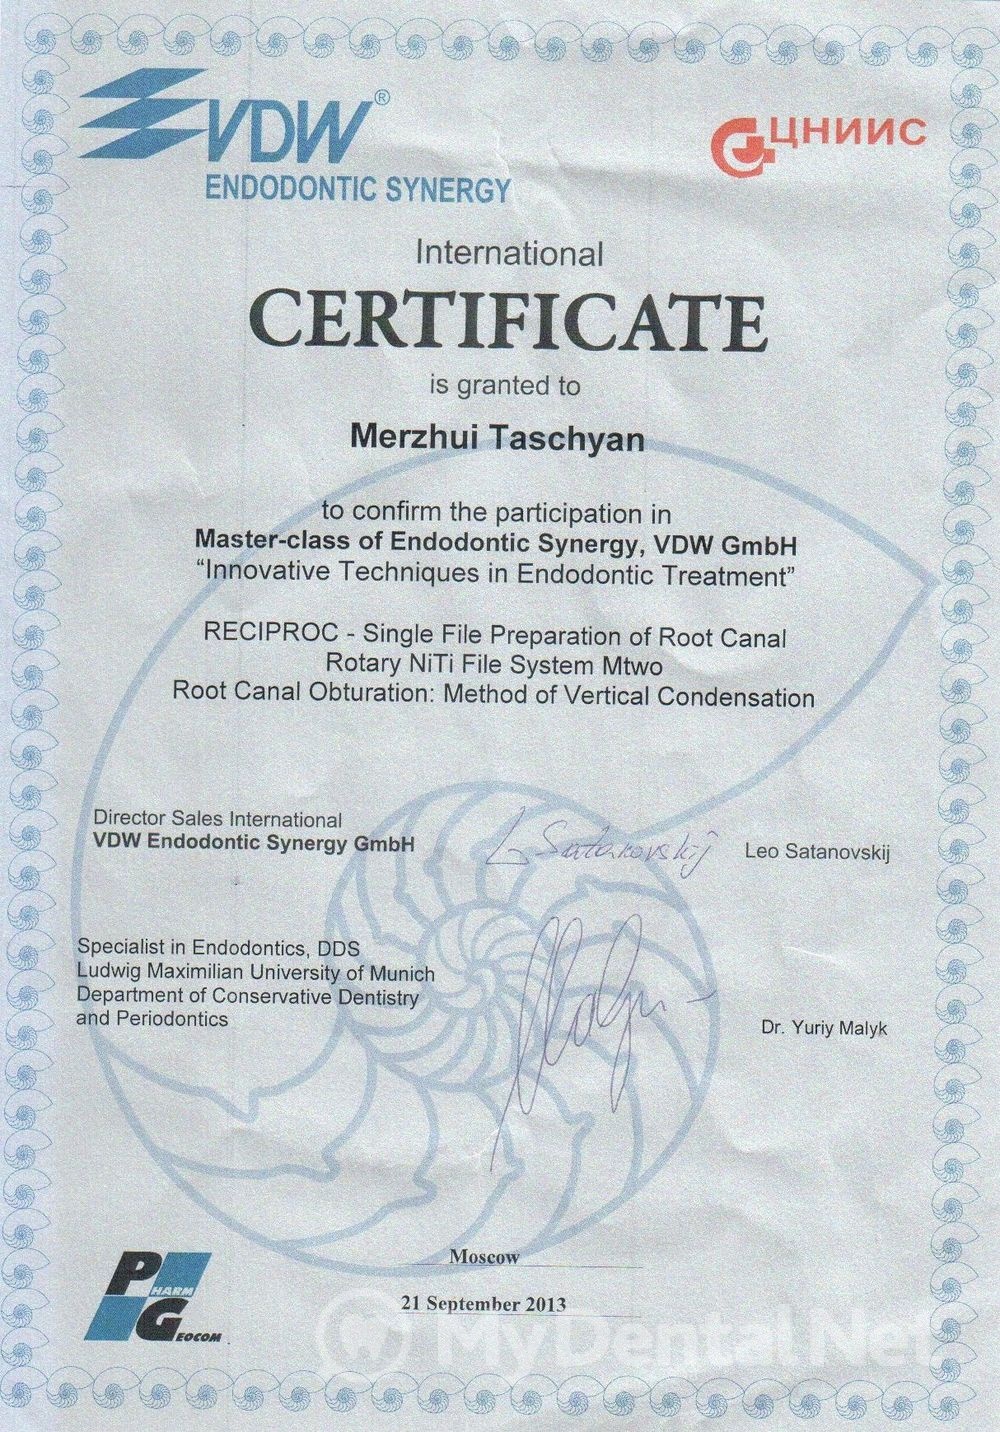 VDW®
ENDODONTIC SYNERGY
ЦНИИС
International
CERTIFICATE
is granted to
Merzhui Taschyan
to confirm the participation in
Master-class of Endodontic Synergy, VDW GmbH
“Innovative Techniques in Endodontic Treatment”
RECIPROC - Single File Preparation of Root Canal
Rotary NiTi File System Mtwo
Root Canal Obturation: Method of Vertical Condensation
Director Sales International
VDW Endodontic Synergy GmbH
L Satanovskij
Leo Satanovskij
Specialist in Endodontics, DDS
Ludwig Maximilian University of Munich
Department of Conservative Dentistry
and Periodontics
Dr. Yuriy Malyk
Moscow
21 September 2013
PHARM
GEOCOM
MyDental.Net